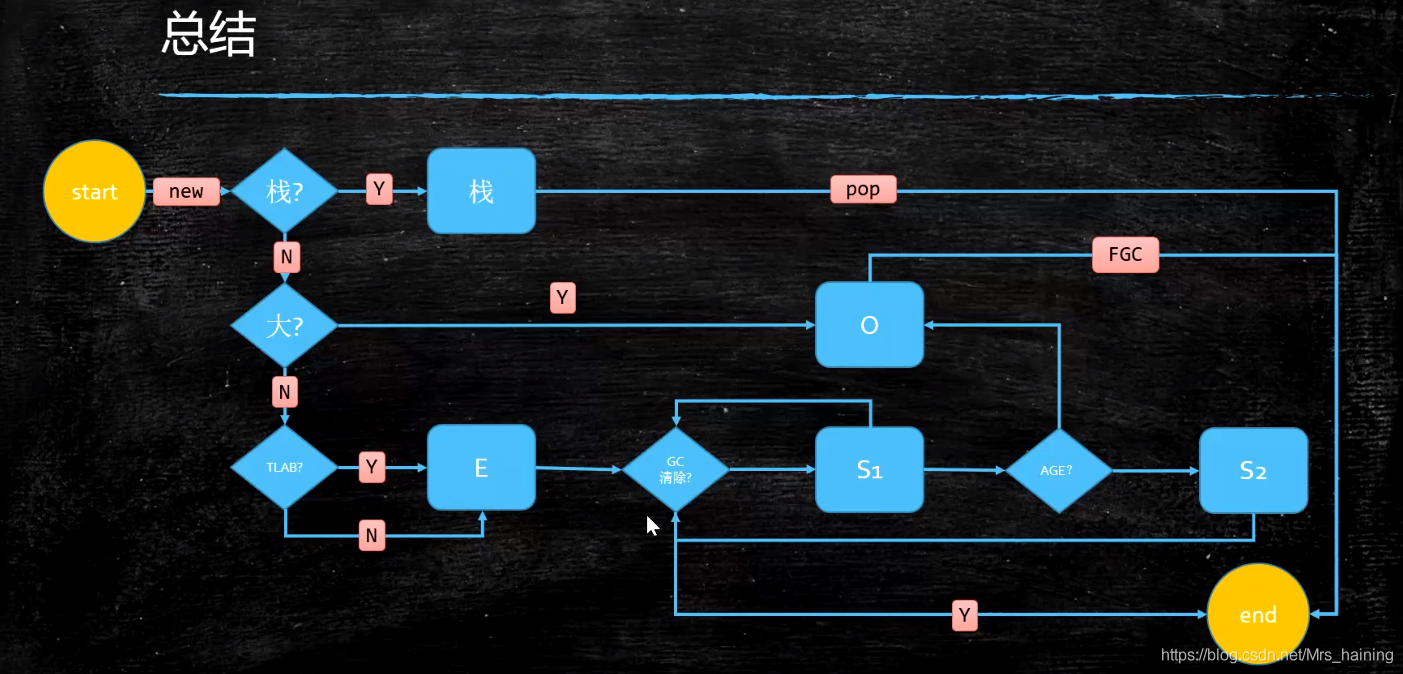 总结
start
new
栈?
Y
栈
pop
N
FGC
Y
大?
O
N
TLAB?
Y
E
GC
清除?
S1
AGE?
S2
N
Y
end
https://blog.csdn.net/Mrs_haining